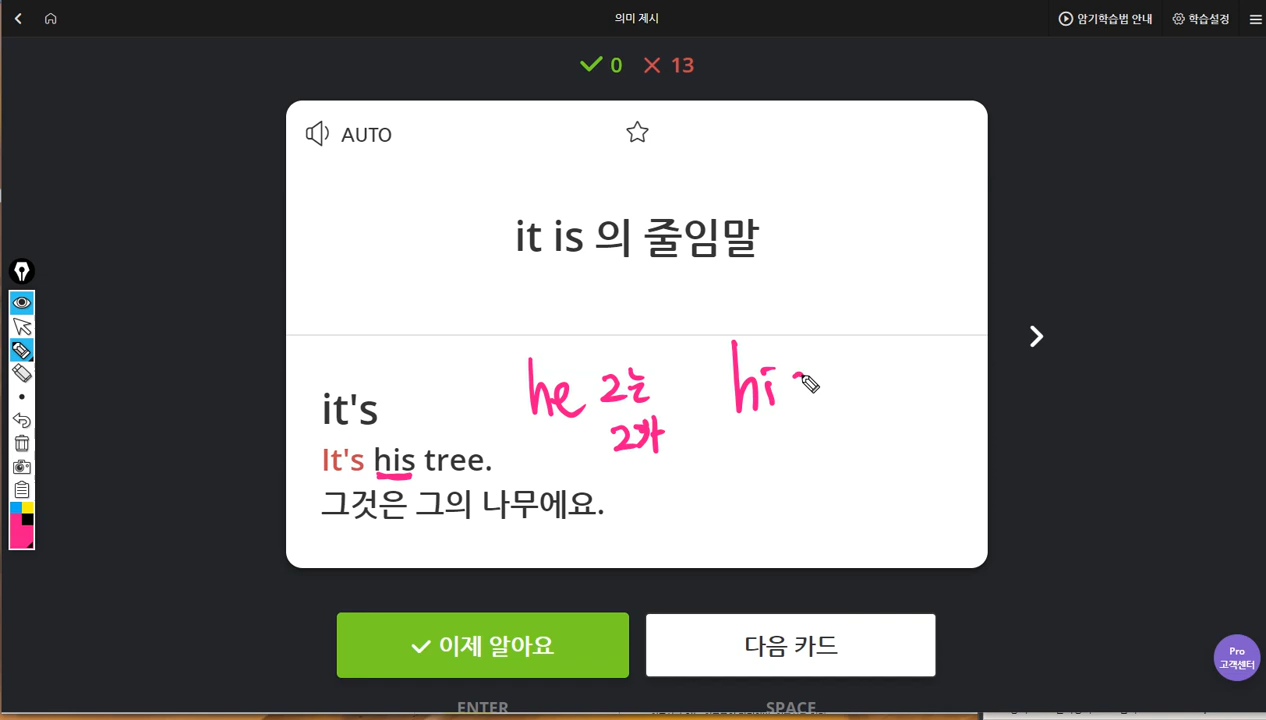 의미 제시
암기학습법 안내
학습설정
0
13
AUTO
it is 의 줄임말
it's
It's his tree.
그것은 그의 나무에요.
he 그는
그가
hi
이제 알아요
다음 카드
Pro
고객센터
ENTER
SPACE